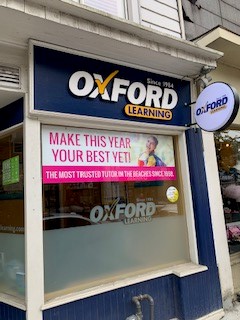 Since 1984
OXFORD
LEARNING
OXFORD
MAKE THIS YEAR
YOUR BEST YET!
THE MOST TRUSTED TUTOR IN THE BEACHES SINCE 1998.
OXFORD
LEARNING